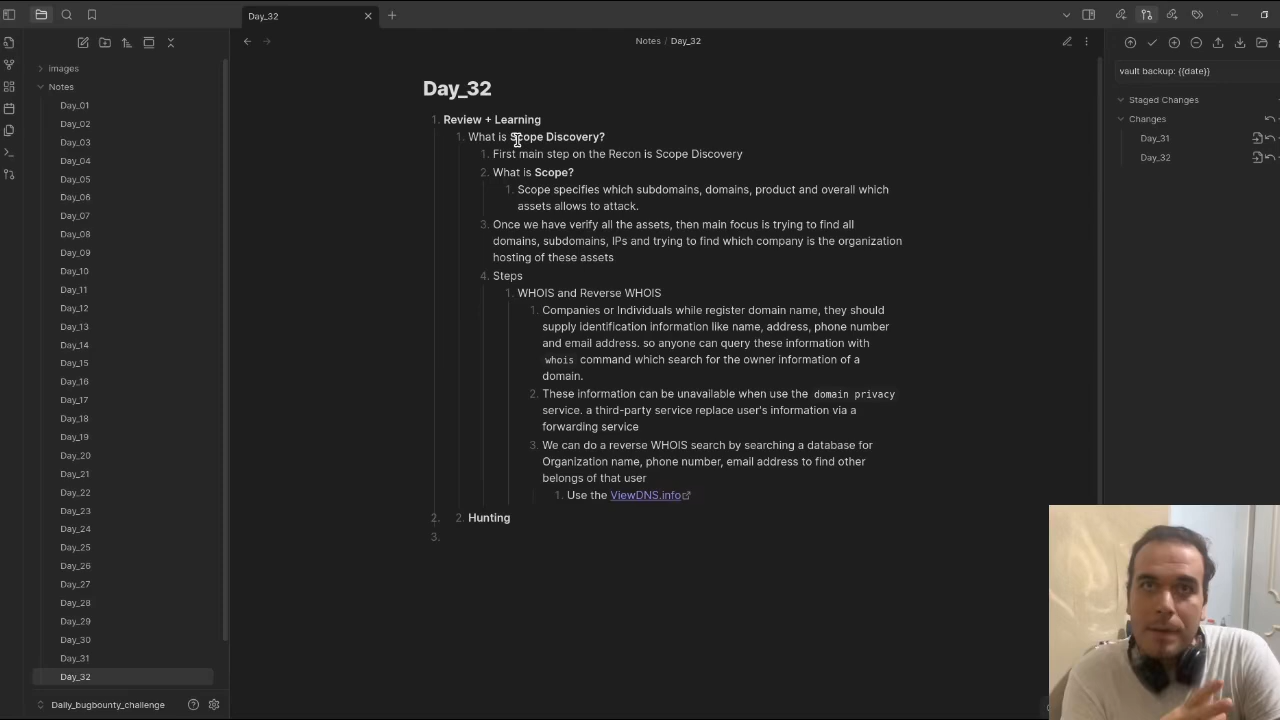 Day_32
Notes / Day_32
vault backup: {{date}}
Staged Changes
Changes
Day_31
Day_32
Images
Notes
Day_01
Day_02
Day_03
Day_04
Day_05
Day_06
Day_07
Day_08
Day_09
Day_10
Day_11
Day_12
Day_13
Day_14
Day_15
Day_16
Day_17
Day_18
Day_19
Day_20
Day_21
Day_22
Day_23
Day_24
Day_25
Day_26
Day_27
Day_28
Day_29
Day_30
Day_31
Day_32
Daily_bugbounty_challenge
Day_32
1. Review + Learning
1. What is Scope Discovery?
1. First main step on the Recon is Scope Discovery
2. What is Scope?
1. Scope specifies which subdomains, domains, product and overall which
assets allows to attack.
3. Once we have verify all the assets, then main focus is trying to find all
domains, subdomains, IPs and trying to find which company is the organization
hosting of these assets
4. Steps
1. WHOIS and Reverse WHOIS
1. Companies or Individuals while register domain name, they should
supply identification information like name, address, phone number
and email address. so anyone can query these information with
whois command which search for the owner information of a
domain.
2. These information can be unavailable when use the domain privacy
service. a third-party service replace user's information via a
forwarding service
3. We can do a reverse WHOIS search by searching a database for
Organization name, phone number, email address to find other
belongs of that user
1. Use the ViewDNS.info
2. 2. Hunting
3.